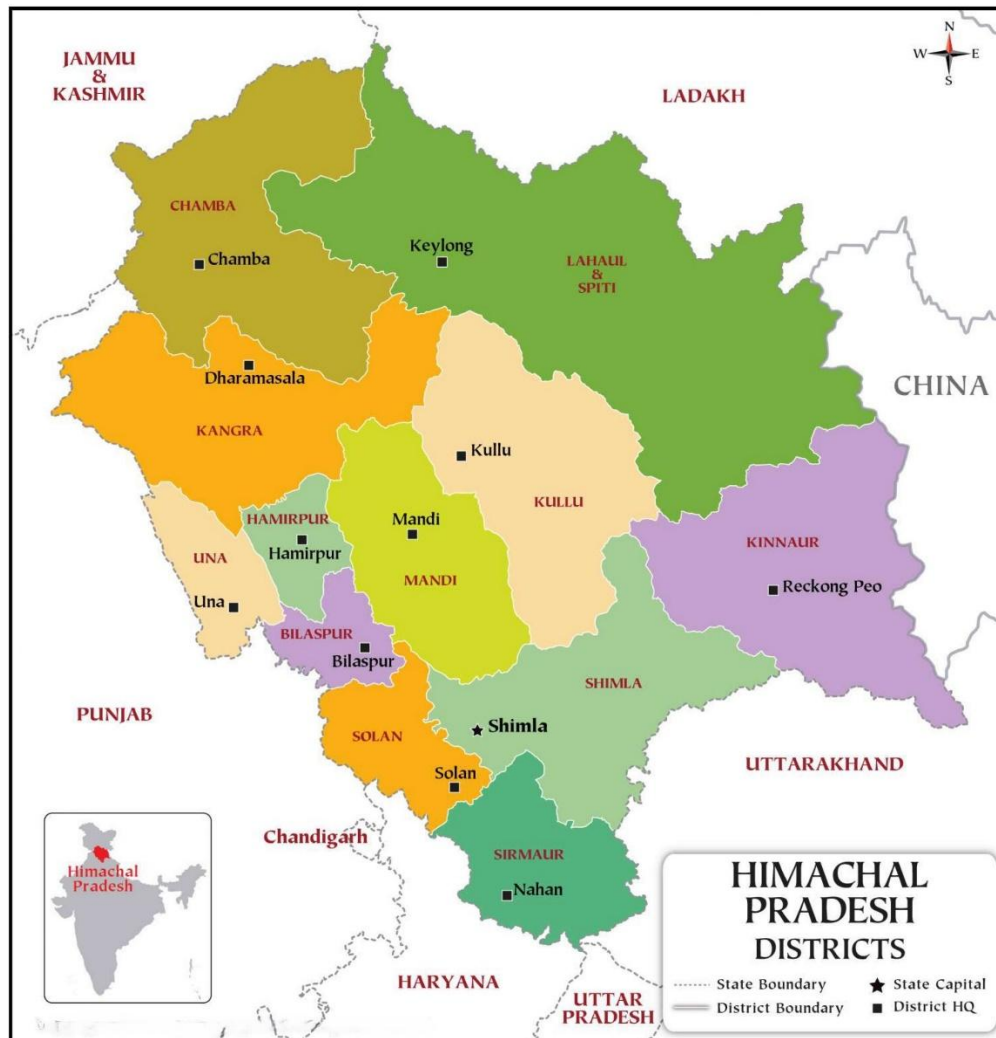 JAMMU
&
KASHMIR
LADAKH
N
W
E
S
CHAMBA
Chamba
Keylong
LAHAUL
&
SPITI
Dharamasala
KANGRA
CHINA
Kullu
KULLU
HAMIRPUR
Hamirpur
Mandi
MANDI
UNA
Una
KINNAUR
Reckong Peo
BILASPUR
Bilaspur
SHIMLA
Shimla
PUNJAB
SOLAN
Solan
UTTARAKHAND
Chandigarh
SIRMAUR
Nahan
HARYANA
UTTAR
PRADESH
Himachal
Pradesh
HIMACHAL
PRADESH
DISTRICTS
State Boundary
State Capital
District Boundary
District HQ